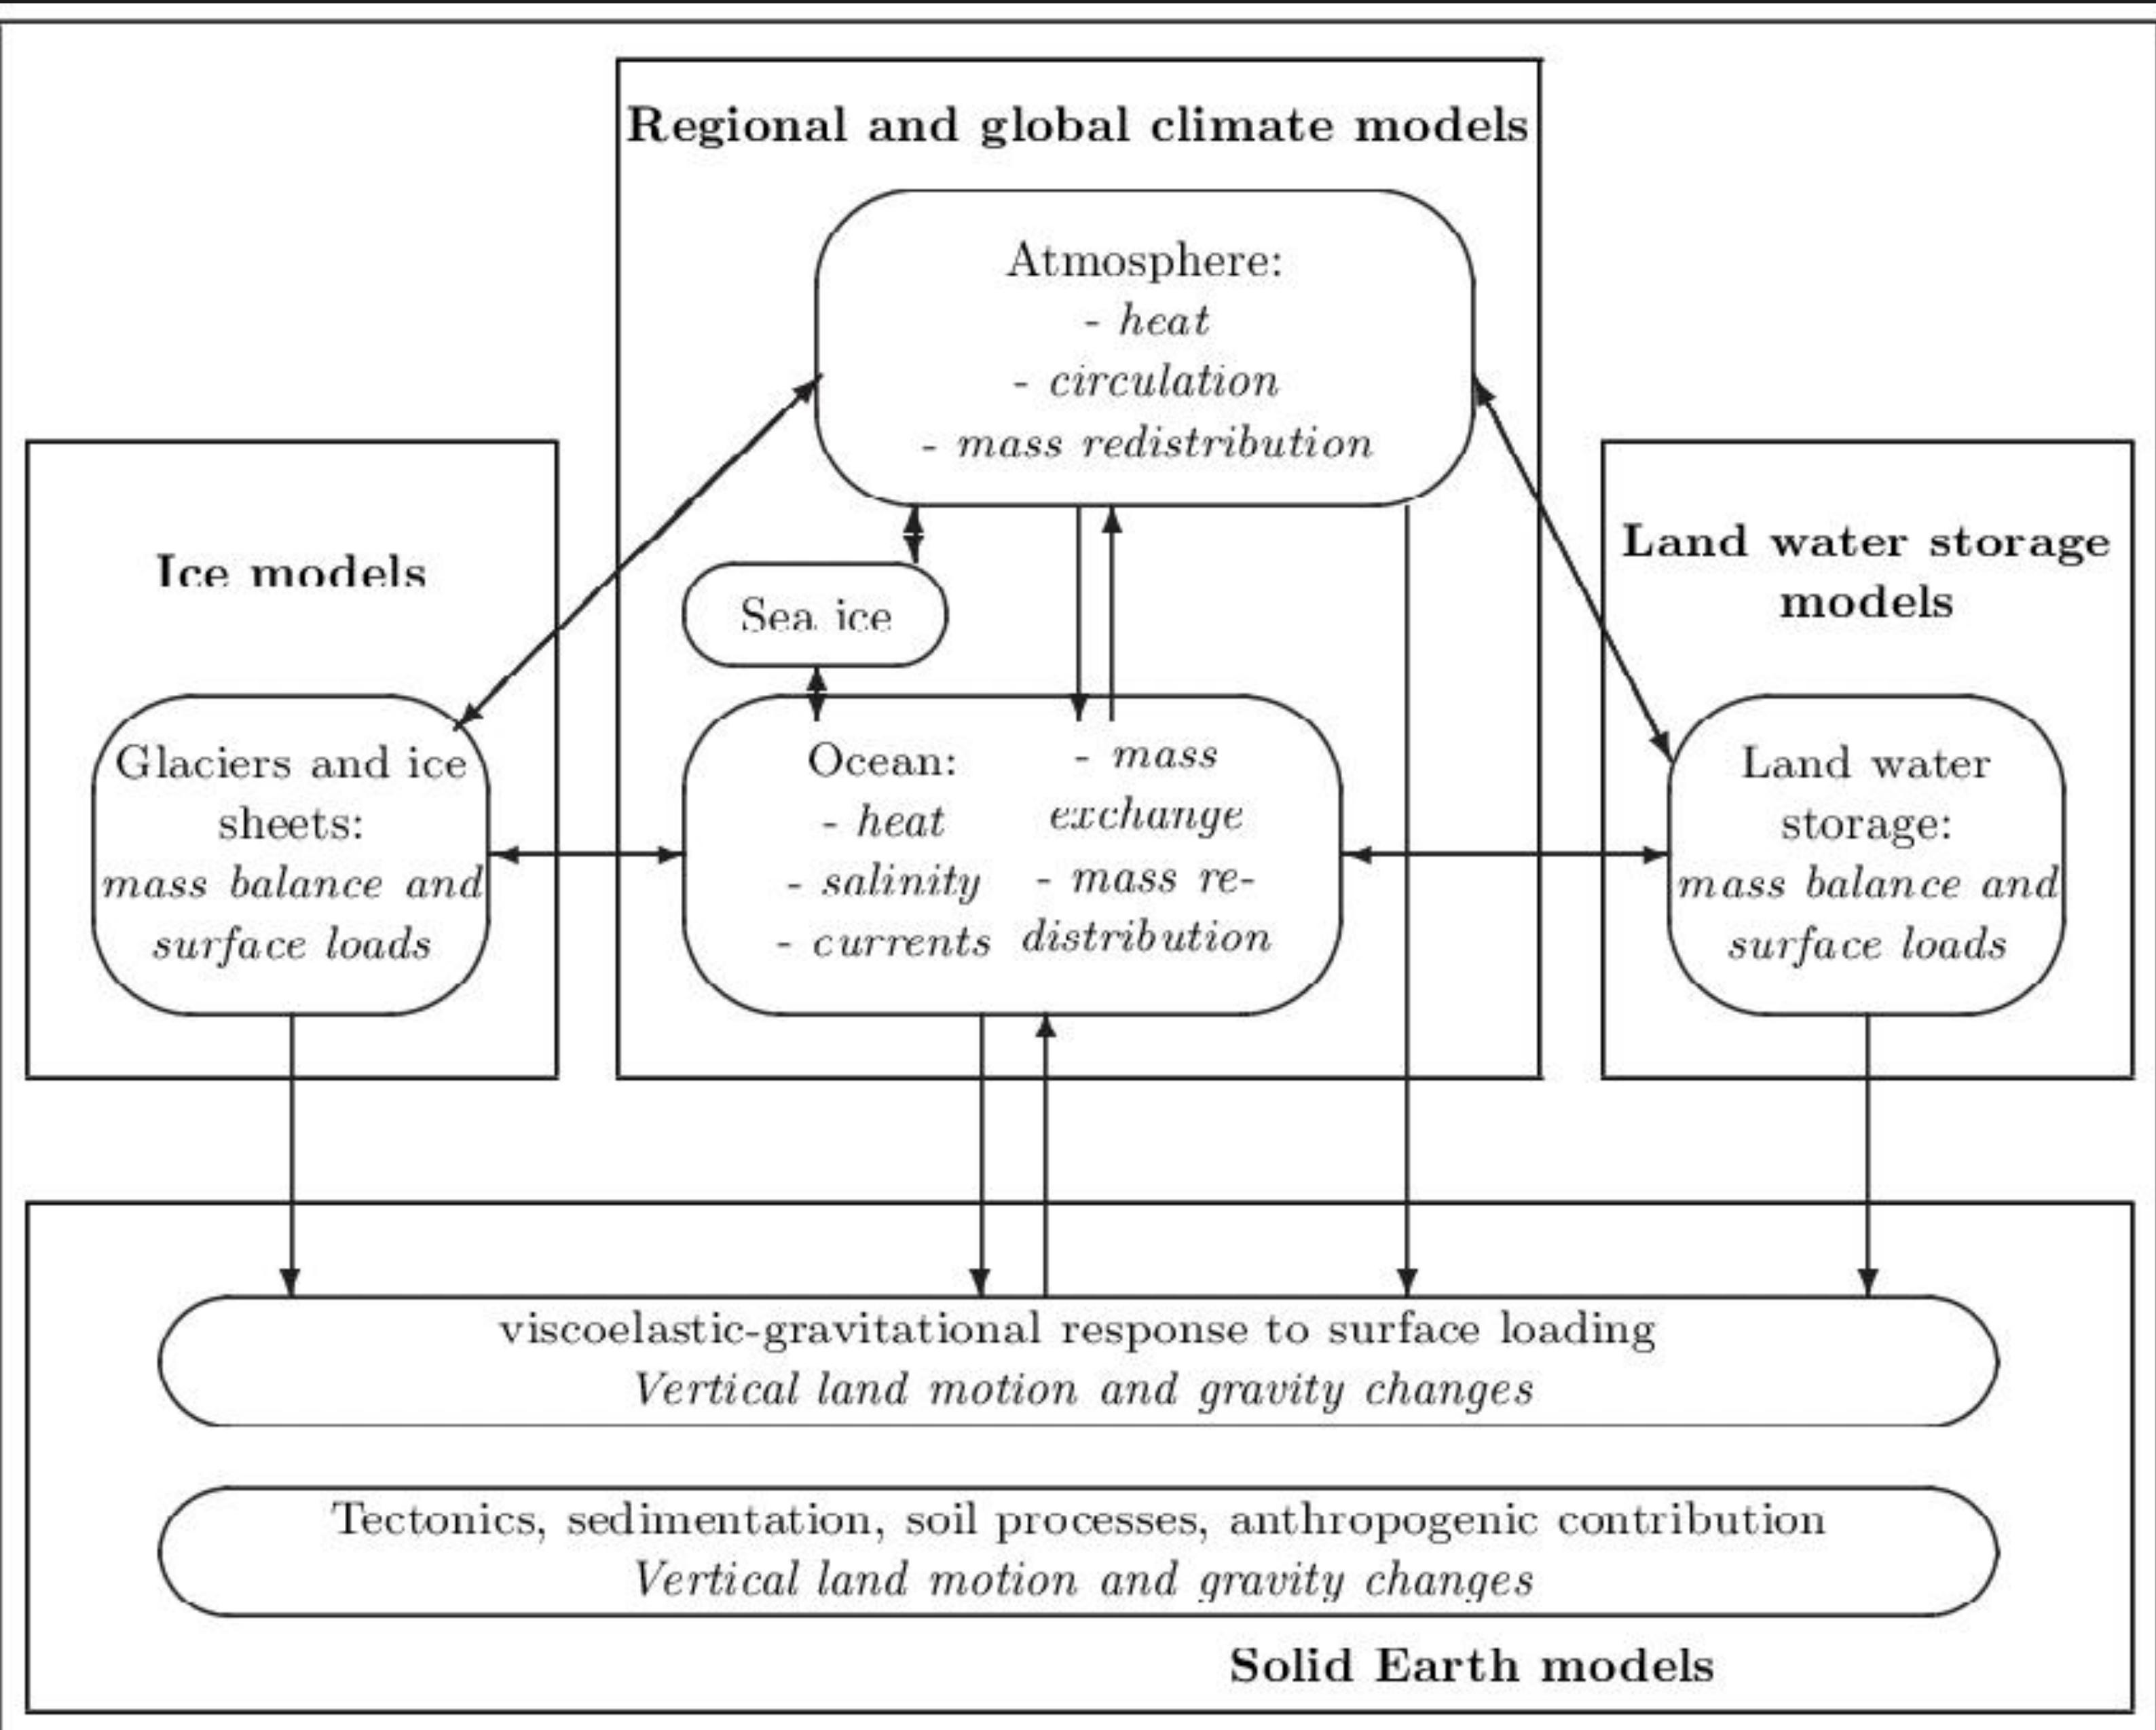 Regional and global climate models
Atmosphere:
- heat
- circulation
- mass redistribution
Ice models
Land water storage
models
Sea ice
Glaciers and ice
sheets:
mass balance and
surface loads
Ocean:
- heat
- salinity
- currents
- mass
exchange
- mass re-
distribution
Land water
storage:
mass balance and
surface loads
viscoelastic-gravitational response to surface loading
Vertical land motion and gravity changes
Tectonics, sedimentation, soil processes, anthropogenic contribution
Vertical land motion and gravity changes
Solid Earth models